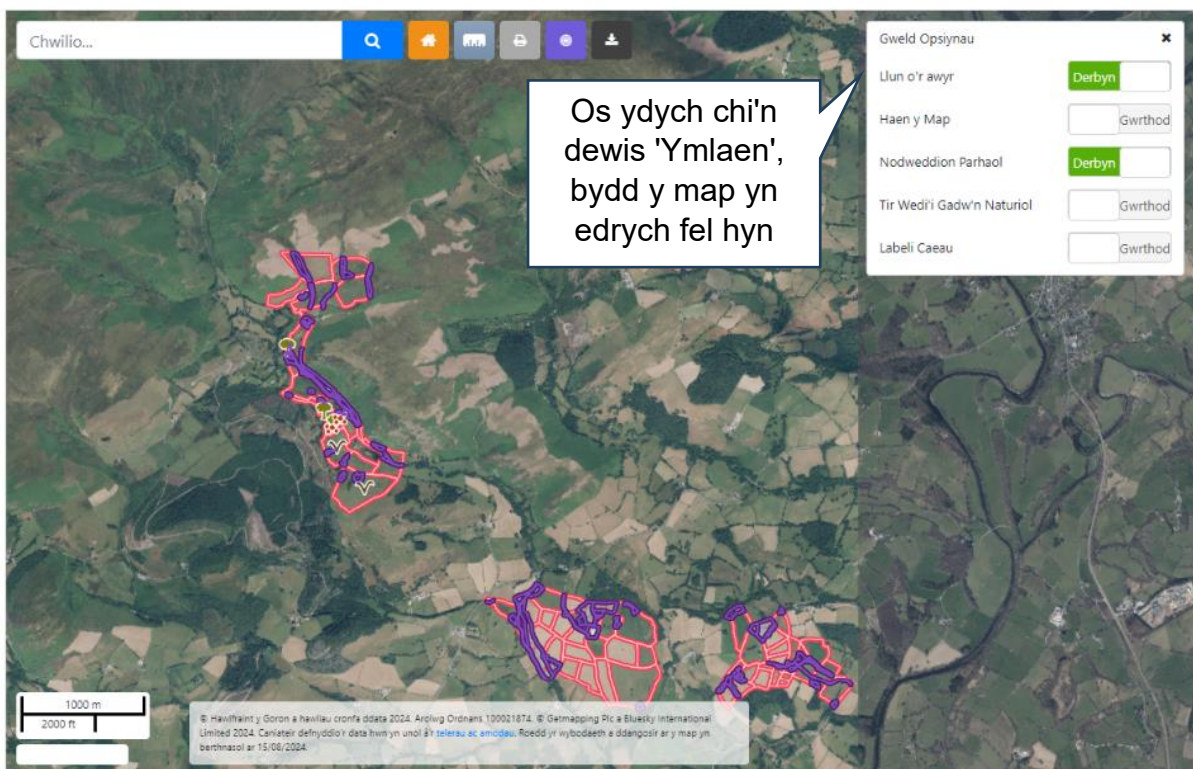 Chwilio...
Gweld Opsiynau
Llun o'r awyr
Derbyn
Haen y Map
Gwrthod
Nodweddion Parhaol
Derbyn
Tir Wedi'i Gadw'n Naturiol
Gwrthod
Labeli Caeau
Gwrthod
Os ydych chi'n
dewis 'Ymlaen',
bydd y map yn
edrych fel hyn
1000 m
2000 ft
© Hawlfraint y Goron a hawliau cronfa ddata 2024. Arolwg Ordnans 100021874. © Getmapping Plc a Bluesky International
Limited 2024. Caniateir defnyddio'r data hwn yn unol â'r telerau ac amodau. Roedd yr wybodaeth a ddangosir ar y map yn
berthnasol ar 15/08/2024.